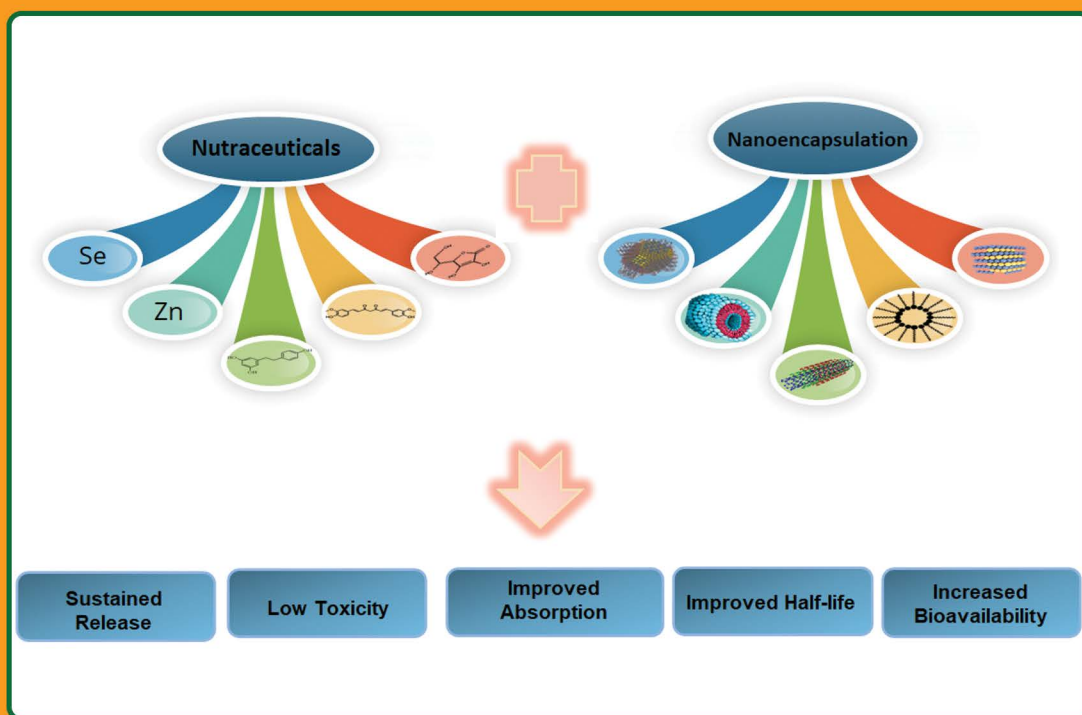 Nutraceuticals
Nanoencapsulation
Se
Zn
Sustained
Release
Low Toxicity
Improved
Absorption
Improved Half-life
Increased
Bioavailability